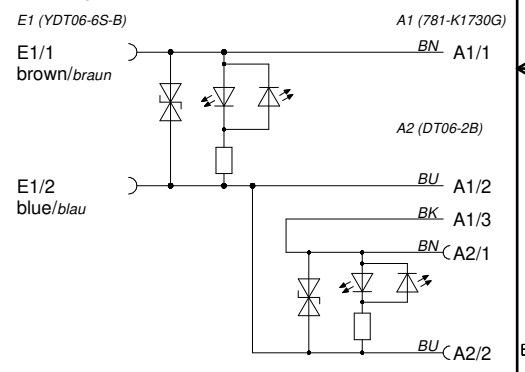 E1 (YDT06-6S-B)
A1 (781-K1730G)
E1/1
BN A1/1
brown/braun
A2 (DT06-2B)
E1/2
BU A1/2
blue/blau
BK A1/3
BN A2/1
BU A2/2